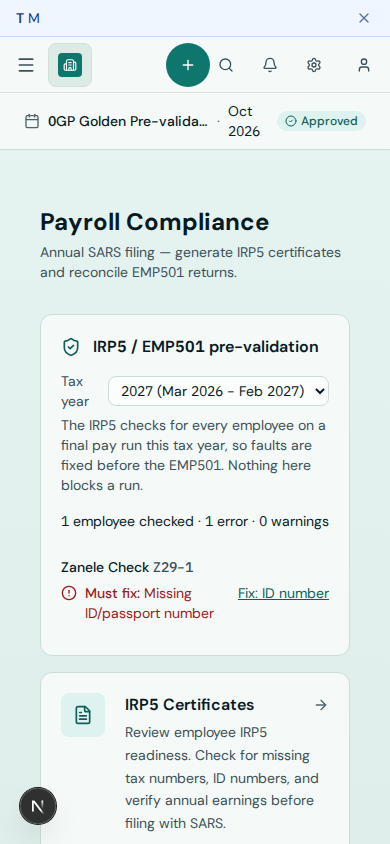 T M
0GP Golden Pre-valida... · Oct 2026 Approved
Payroll Compliance
Annual SARS filing — generate IRP5 certificates
and reconcile EMP501 returns.
IRP5 / EMP501 pre-validation
Tax year 2027 (Mar 2026 - Feb 2027)
The IRP5 checks for every employee on a
final pay run this tax year, so faults are
fixed before the EMP501. Nothing here
blocks a run.
1 employee checked · 1 error · 0 warnings
Zanele Check Z29-1
Must fix: Missing
ID/passport number
Fix: ID number
IRP5 Certificates
Review employee IRP5
readiness. Check for missing
tax numbers, ID numbers, and
verify annual earnings before
filing with SARS.
N